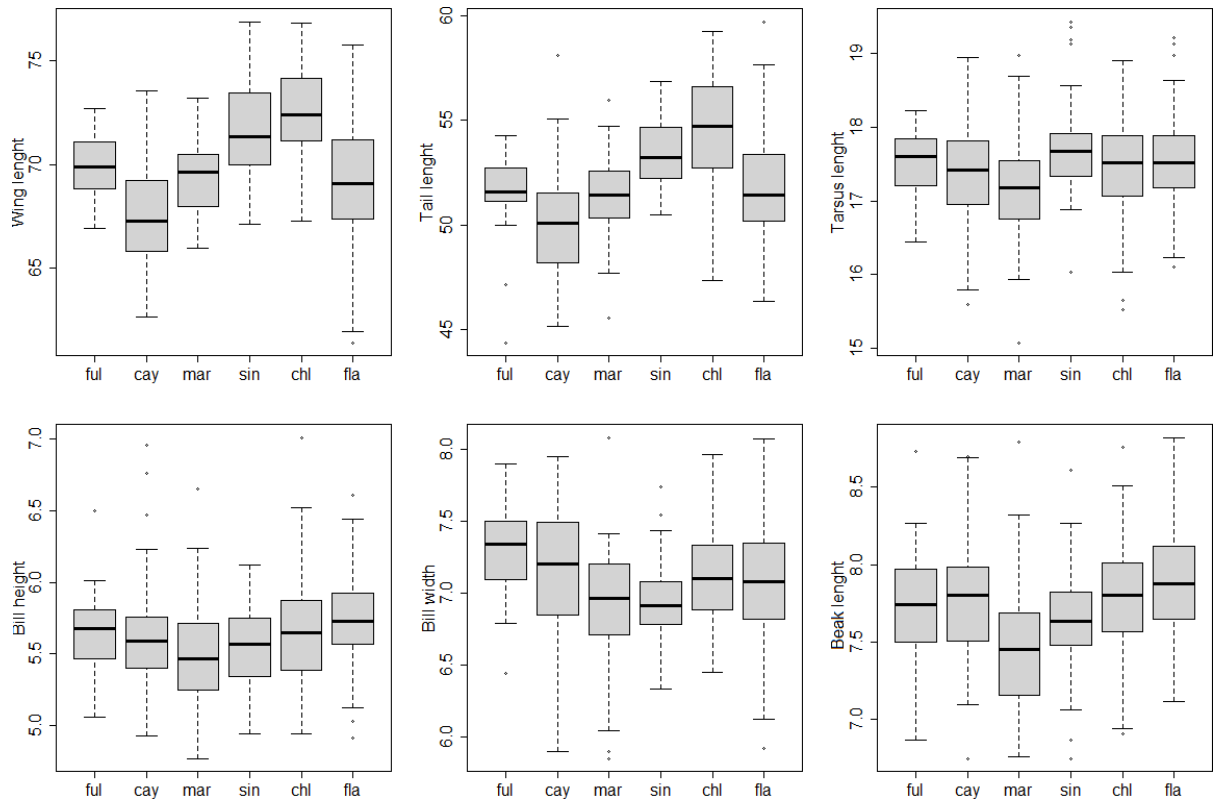 Wing lenght
65 70 75
ful cay mar sin chl fla
Tail lenght
45 50 55 60
ful cay mar sin chl fla
Tarsus lenght
15 16 17 18 19
ful cay mar sin chl fla
Bill height
5.0 5.5 6.0 6.5 7.0
ful cay mar sin chl fla
Bill width
6.0 6.5 7.0 7.5 8.0
ful cay mar sin chl fla
Beak lenght
7.0 7.5 8.0 8.5
ful cay mar sin chl fla